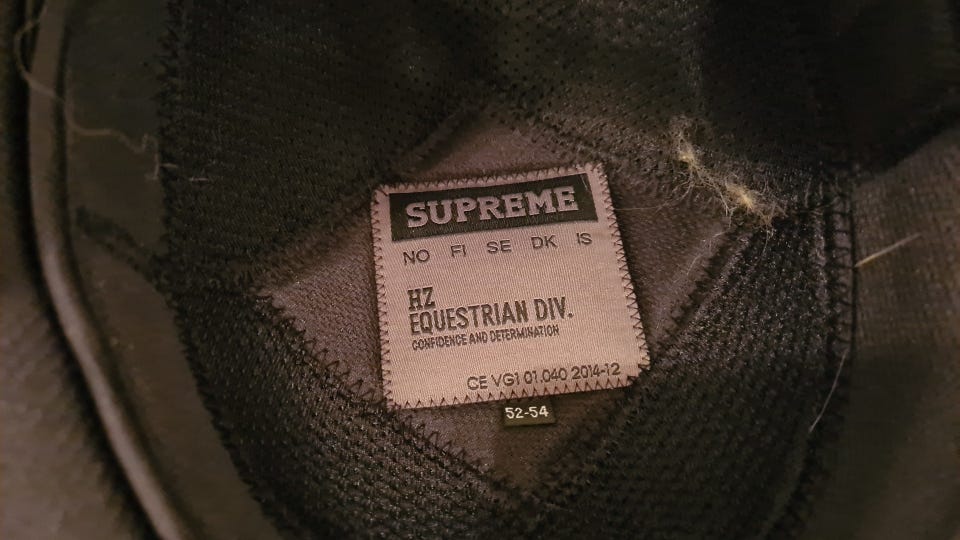 SUPREME
NO FI SE DK IS
HZ
EQUESTRIAN DIV.
CONFIDENCE AND DETERMINATION
CE VG1 01.040 2014-12
52-54